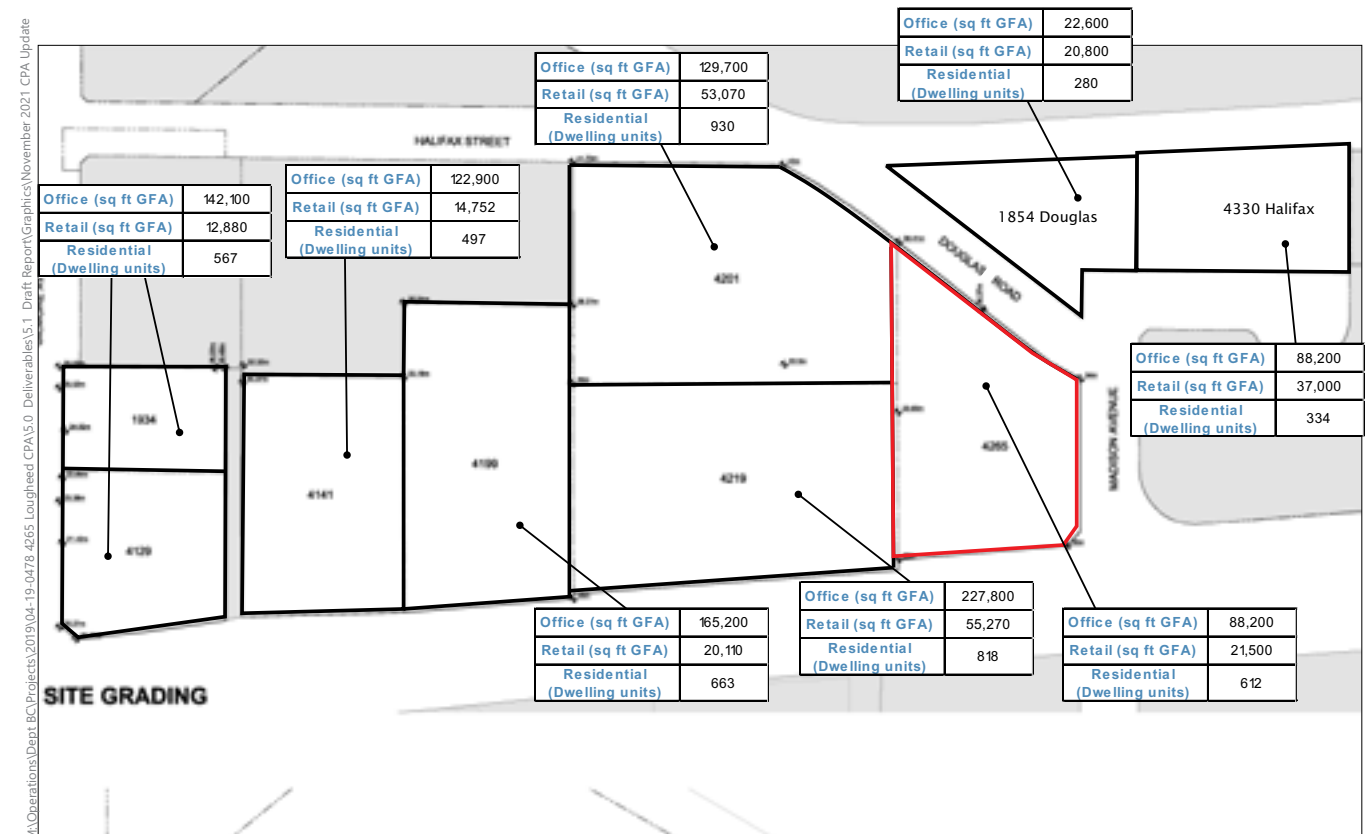 M:\Operations\Dept BC\Projects\2019\04-19-0478 4265 Lougheed CPA\5.0 Deliverables\5.1 Draft Report\Graphics\November 2021 CPA Update
Office (sq ft GFA) 22,600
Retail (sq ft GFA) 20,800
Residential
(Dwelling units) 280
Office (sq ft GFA) 129,700
Retail (sq ft GFA) 53,070
Residential
(Dwelling units) 930
HALIFAX STREET
Office (sq ft GFA) 122,900
Retail (sq ft GFA) 14,752
Residential
(Dwelling units) 497
Office (sq ft GFA) 142,100
Retail (sq ft GFA) 12,880
Residential
(Dwelling units) 567
1854 Douglas
4330 Halifax
DOUGLAS ROAD
4201
Office (sq ft GFA) 88,200
Retail (sq ft GFA) 37,000
Residential
(Dwelling units) 334
MADISON AVENUE
1934
4129
4141
4199
4219
4265
Office (sq ft GFA) 165,200
Retail (sq ft GFA) 20,110
Residential
(Dwelling units) 663
Office (sq ft GFA) 227,800
Retail (sq ft GFA) 55,270
Residential
(Dwelling units) 818
Office (sq ft GFA) 88,200
Retail (sq ft GFA) 21,500
Residential
(Dwelling units) 612
SITE GRADING